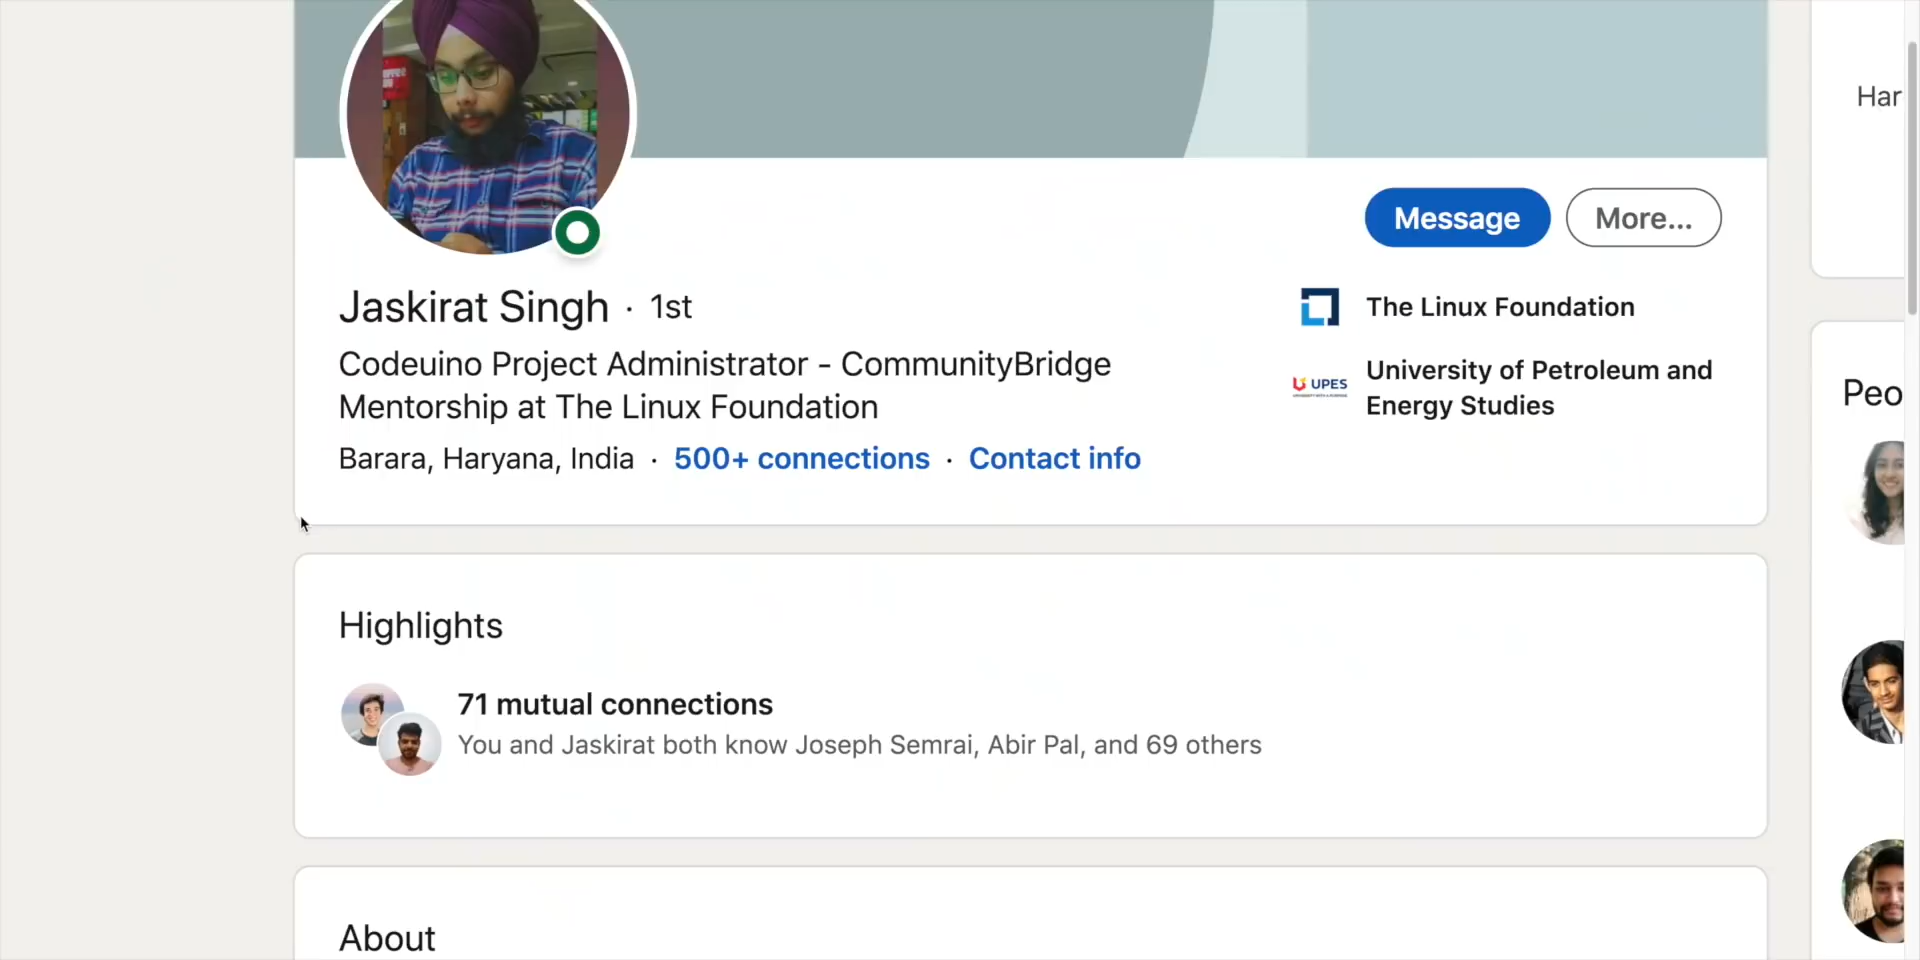 Har
Message
More...
Jaskirat Singh · 1st
The Linux Foundation
Codeuino Project Administrator - CommunityBridge
Mentorship at The Linux Foundation
UPES
University of Petroleum and
Energy Studies
Barara, Haryana, India · 500+ connections · Contact info
Peo
Highlights
71 mutual connections
You and Jaskirat both know Joseph Semrai, Abir Pal, and 69 others
About